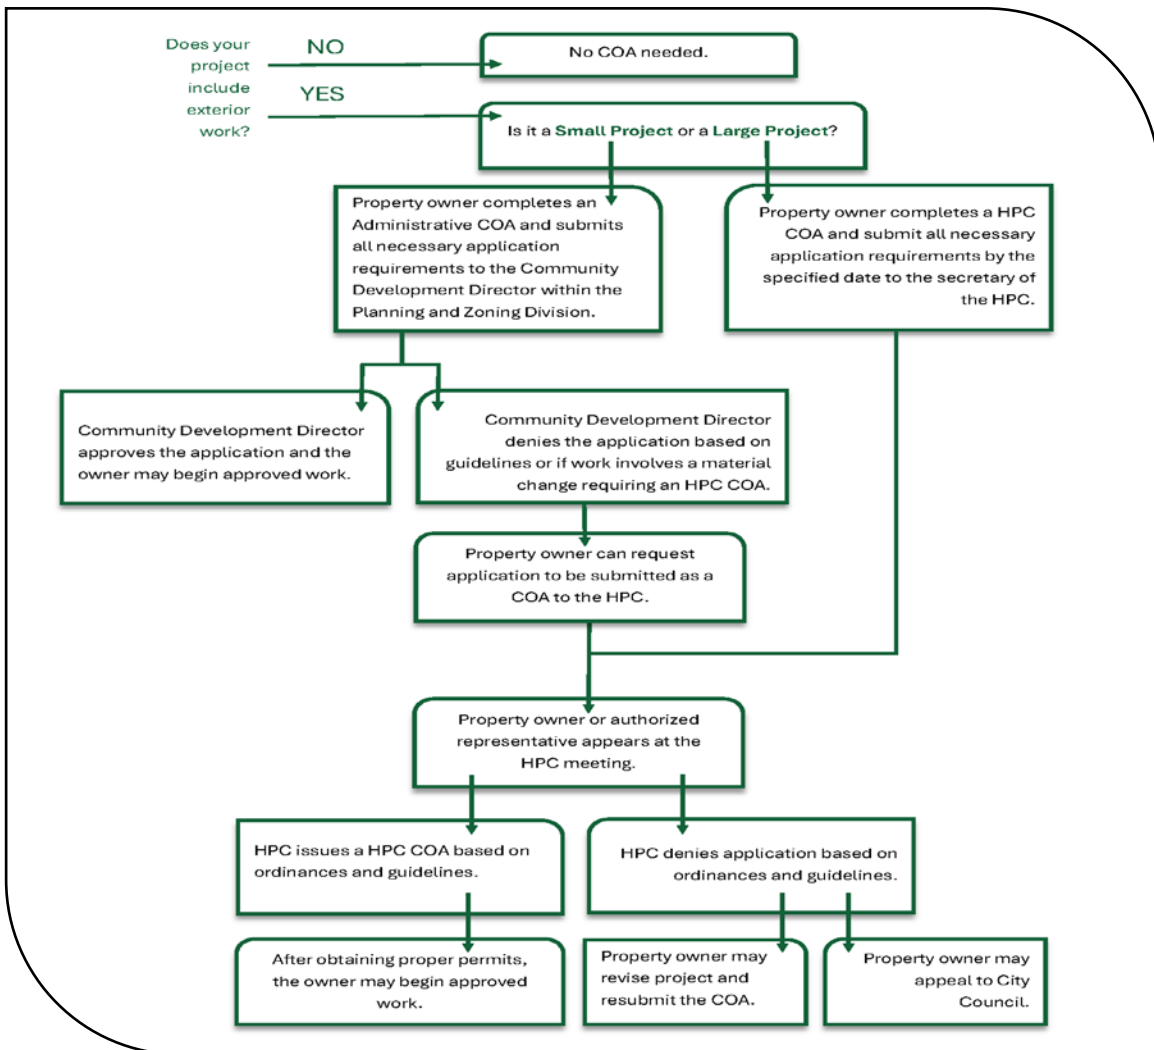 Does your
project
include
exterior
work?
NO
YES
No COA needed.
Is it a Small Project or a Large Project?
Property owner completes an
Administrative COA and submits
all necessary application
requirements to the Community
Development Director within the
Planning and Zoning Division.
Property owner completes a HPC
COA and submit all necessary
application requirements by the
specified date to the secretary of
the HPC.
Community Development Director
approves the application and the
owner may begin approved work.
Community Development Director
denies the application based on
guidelines or if work involves a material
change requiring an HPC COA.
Property owner can request
application to be submitted as a
COA to the HPC.
Property owner or authorized
representative appears at the
HPC meeting.
HPC issues a HPC COA based on
ordinances and guidelines.
HPC denies application based on
ordinances and guidelines.
After obtaining proper permits,
the owner may begin approved
work.
Property owner may
revise project and
resubmit the COA.
Property owner may
appeal to City
Council.